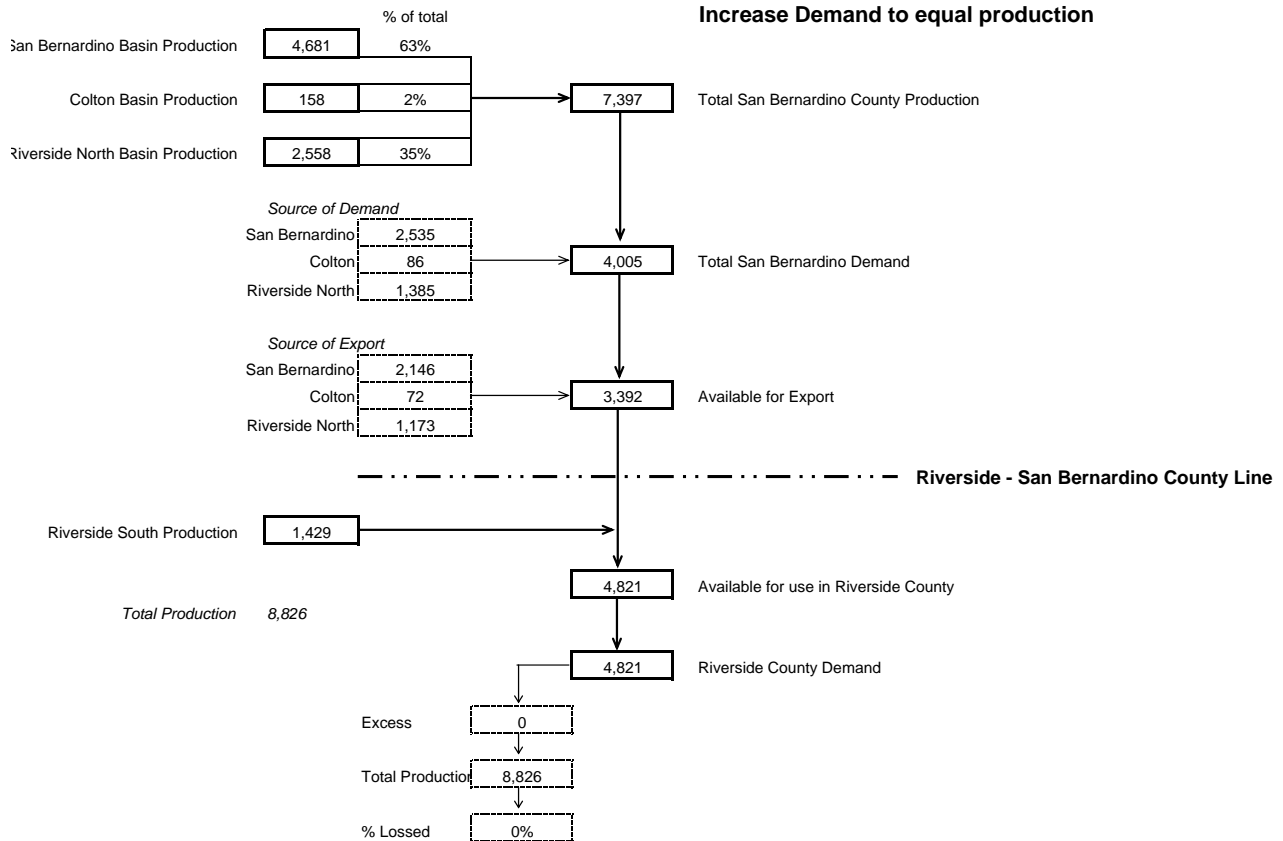 % of total
Increase Demand to equal production
San Bernardino Basin Production 4,681 63%
Colton Basin Production 158 2% 7,397 Total San Bernardino County Production
Riverside North Basin Production 2,558 35%
Source of Demand
San Bernardino 2,535
Colton 86 4,005 Total San Bernardino Demand
Riverside North 1,385
Source of Export
San Bernardino 2,146
Colton 72 3,392 Available for Export
Riverside North 1,173
Riverside - San Bernardino County Line
Riverside South Production 1,429
4,821 Available for use in Riverside County
Total Production 8,826
4,821 Riverside County Demand
Excess 0
Total Production 8,826
% Lossed 0%